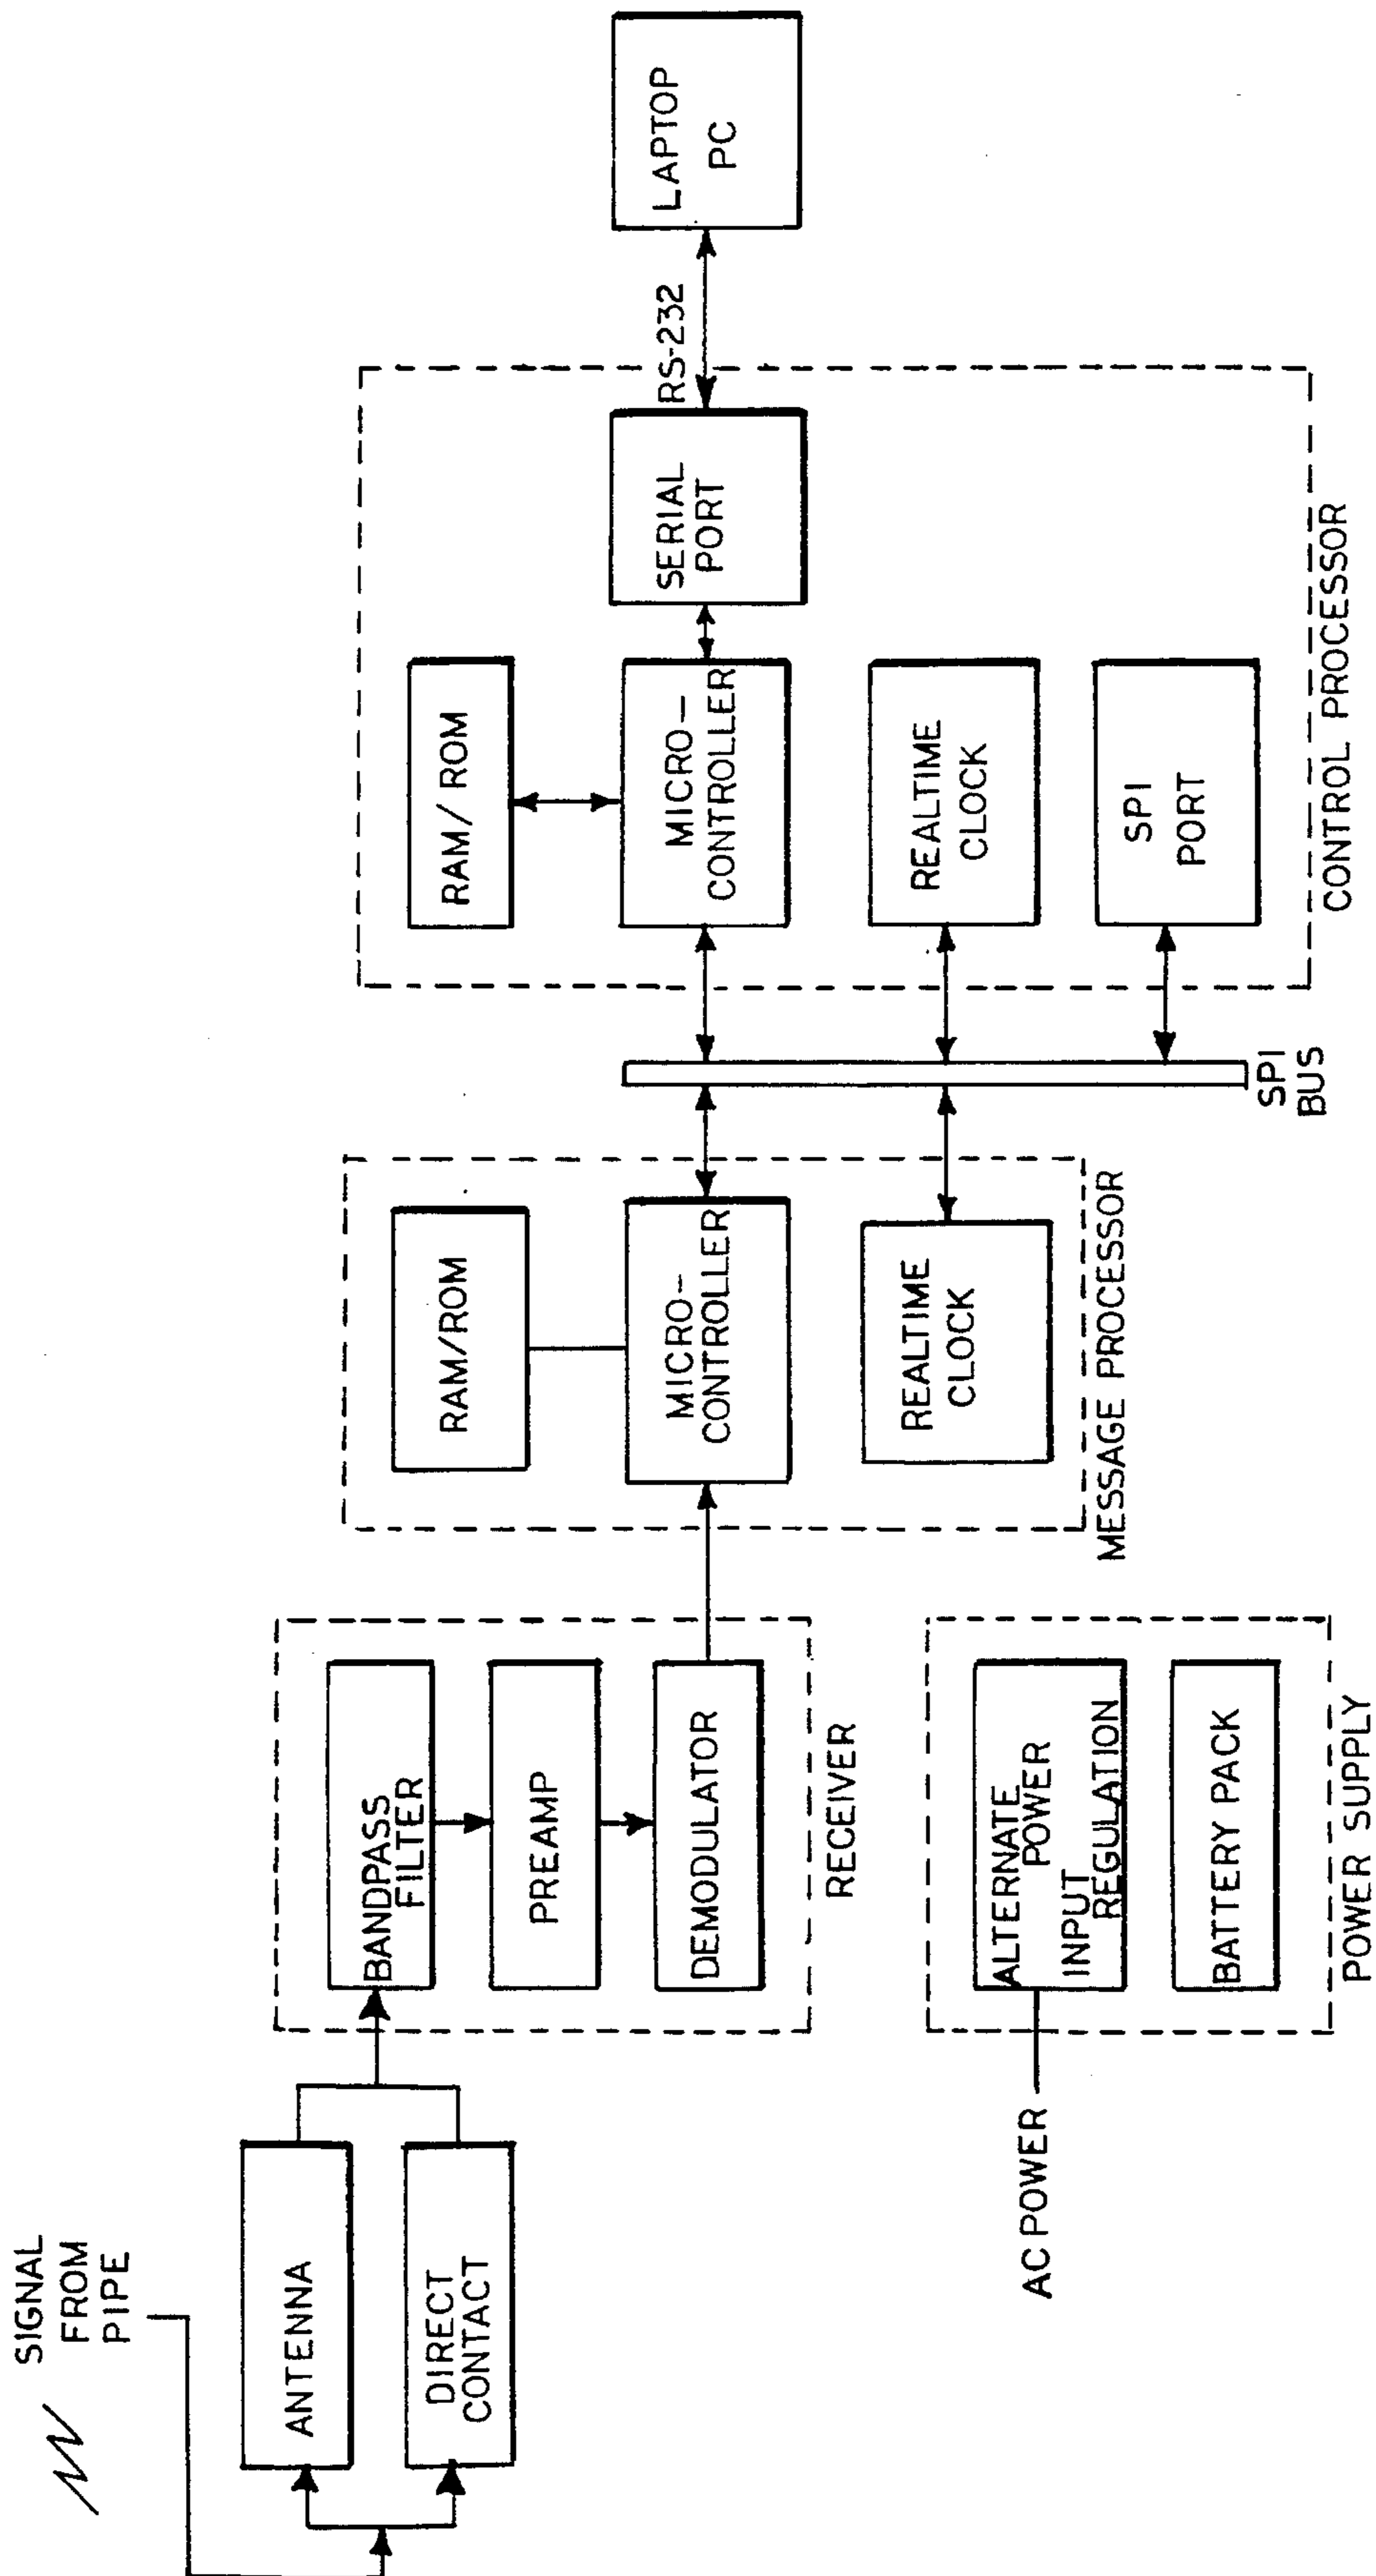 SIGNAL
FROM
PIPE
ANTENNA
DIRECT
CONTACT
BANDPASS
FILTER
PREAMP
DEMODULATOR
RECEIVER
AC POWER
ALTERNATE
POWER
INPUT
REGULATION
BATTERY PACK
POWER SUPPLY
RAM/ROM
MICRO-
CONTROLLER
REALTIME
CLOCK
MESSAGE PROCESSOR
SPI
BUS
RAM/ROM
MICRO-
CONTROLLER
REALTIME
CLOCK
SPI
PORT
SERIAL
PORT
CONTROL PROCESSOR
RS-232
LAPTOP
PC